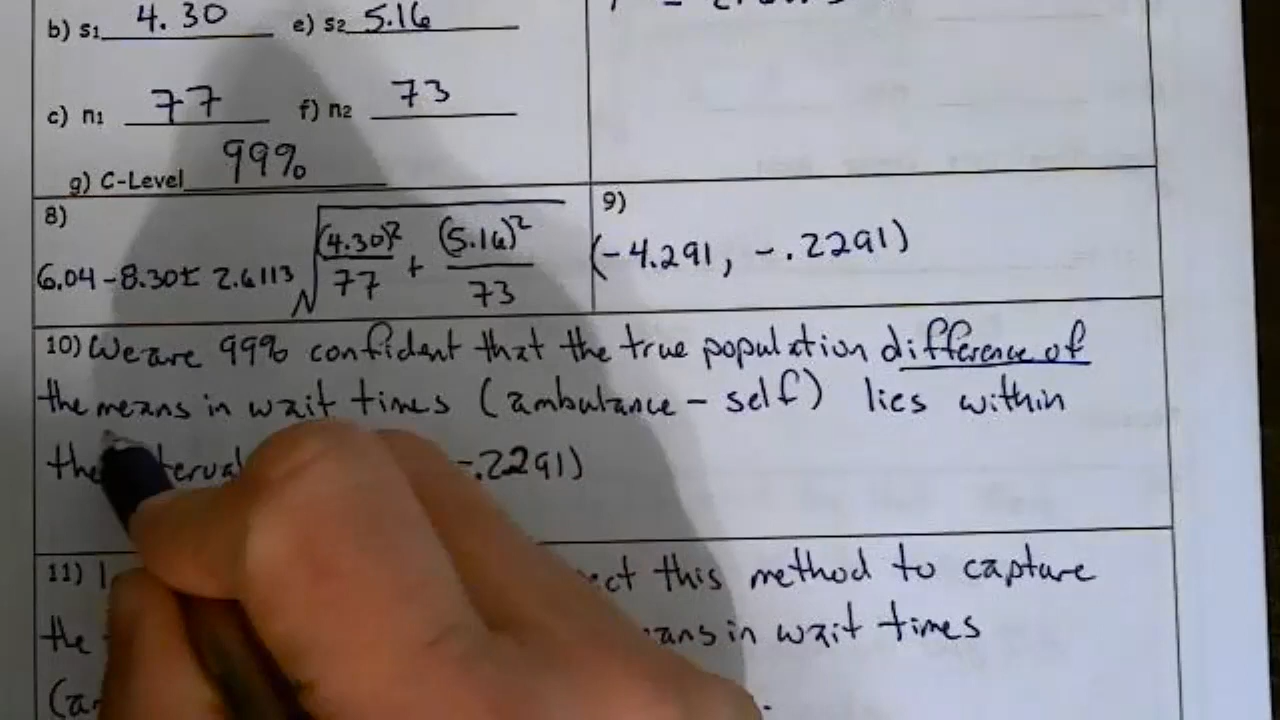 b) s1 4.30 e) s2 5.16
c) n1 77 f) n2 73
g) C-Level 99%
8)
6.04 - 8.30 ± 2.6113 √ (4.30)² / 77 + (5.16)² / 73
9)
(-4.291, -.2291)
10) We are 99% confident that the true population difference of
the means in wait times (ambulance - self) lies within
the -.2291)
11) this method to capture
the in wait times